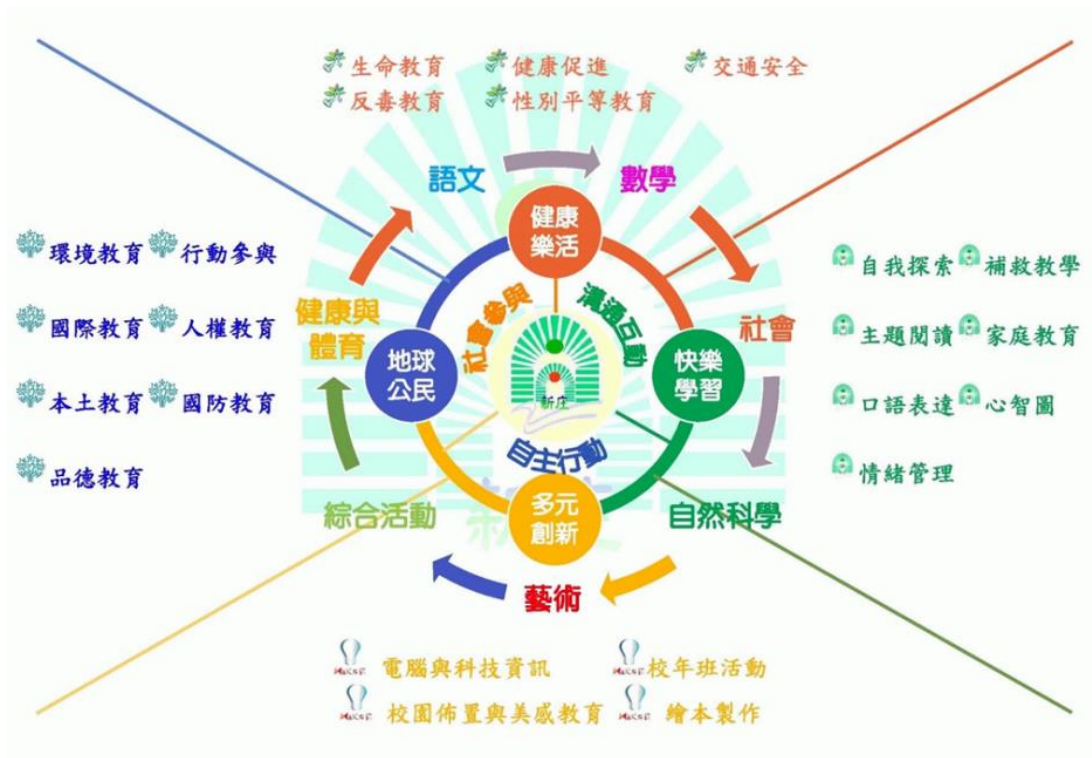 生命教育 健康促進 交通安全
反毒教育 性別平等教育
語文 數學
健康
樂活
環境教育 行動參與
自我探索 補救教學
國際教育 人權教育
健康與
體育
社會參與
溝通互動
社會
主題閱讀 家庭教育
地球
公民
快樂
學習
新庄
本土教育 國防教育
口語表達 心智圖
自主行動
品德教育
情緒管理
綜合活動
多元
創新
自然科學
藝術
電腦與科技資訊 校年班活動
校園佈置與美感教育 繪本製作